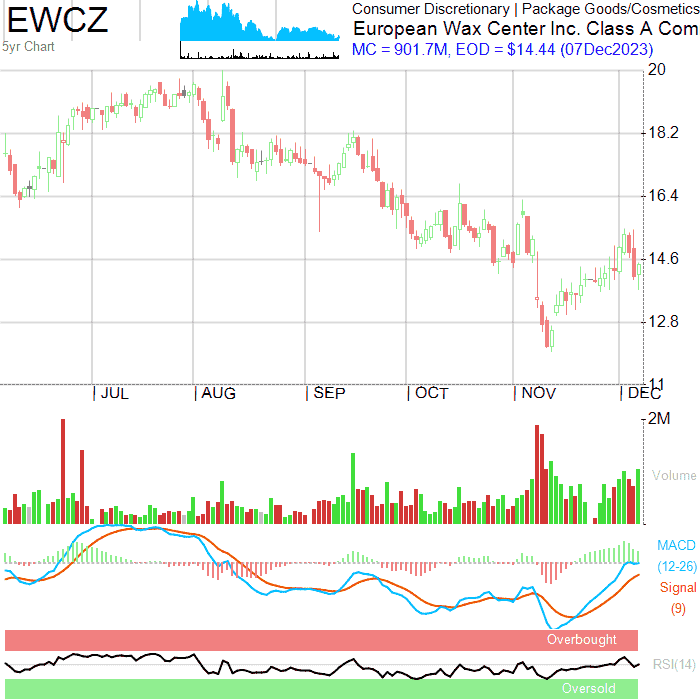 EWCZ
5yr Chart
Consumer Discretionary | Package Goods/Cosmetics
European Wax Center Inc. Class A Com
MC = 901.7M, EOD = $14.44 (07Dec2023)
20
18.2
16.4
14.6
12.8
11
JUL AUG SEP OCT NOV DEC
2M
Volume
MACD
(12-26)
Signal
(9)
Overbought
RSI(14)
Oversold